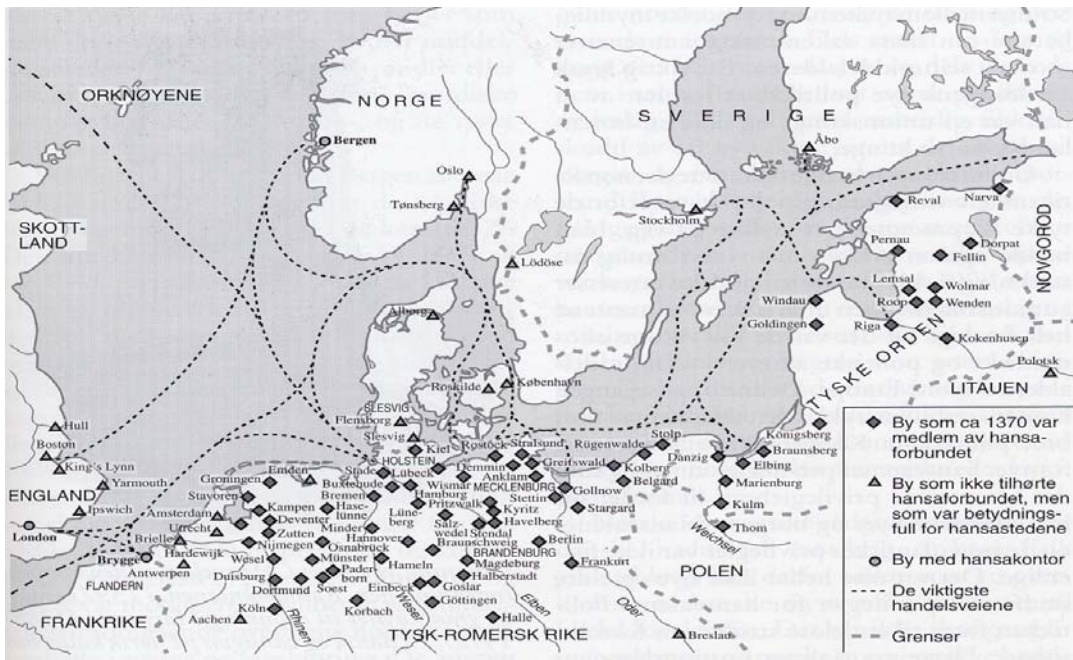 ORKNØYENE
NORGE
SVERIGE
Bergen
Oslo
Åbo
Tønsberg
Reval
Narva
SKOTT-
LAND
Stockholm
Pernau
Dorpat
Fellin
NOVGOROD
Lödöse
Lemsal
Wolmar
Windau
Roop
Wenden
Ålborg
Goldingen
Riga
Kokenhusen
TYSKE ORDEN
Polotsk
LITAUEN
Roskilde
København
SLESVIG
Flensborg
Slesvig
Kiel
Rostock
Stralsund
Rügenwalde
Stolp
Königsberg
Braunsberg
Hull
Boston
King's Lynn
Yarmouth
ENGLAND
Ipswich
London
HOLSTEIN
Stade
Lübeck
Demmin
Greifswald
Kolberg
Danzig
Elbing
Groningen
Emden
Buxtehude
Wismar
Anklam
Belgard
Marienburg
Stavoren
Bremen
Hamburg
MECKLENBURG
Gollnow
Amsterdam
Kampen
Hase-
lünne
Lüne-
berg
Pritzwalk
Stettin
Kulm
Utrecht
Deventer
Kyritz
Stargard
Brielle
Zutten
Minden
Salz-
wedel
Havelberg
Thorn
Hardewijk
Hannover
Stendal
Weichsel
Brygge
Nijmegen
Osnabrück
Braunschweig
Berlin
Wesel
Münster
Hameln
BRANDENBURG
Antwerpen
Duisburg
Pader-
born
Magdeburg
Frankfurt
POLEN
Dortmund
Einbeck
Halberstadt
Goslar
Köln
Korbach
Göttingen
FRANKRIKE
Aachen
Rhinen
Weser
Halle
Elben
Oder
TYSK-ROMERSK RIKE
Breslau
By som ca 1370 var
medlem av hansa-
forbundet
By som ikke tilhørte
hansaforbundet, men
som var betydnings-
full for hansastedene
By med hansakontor
De viktigste
handelsveiene
Grenser